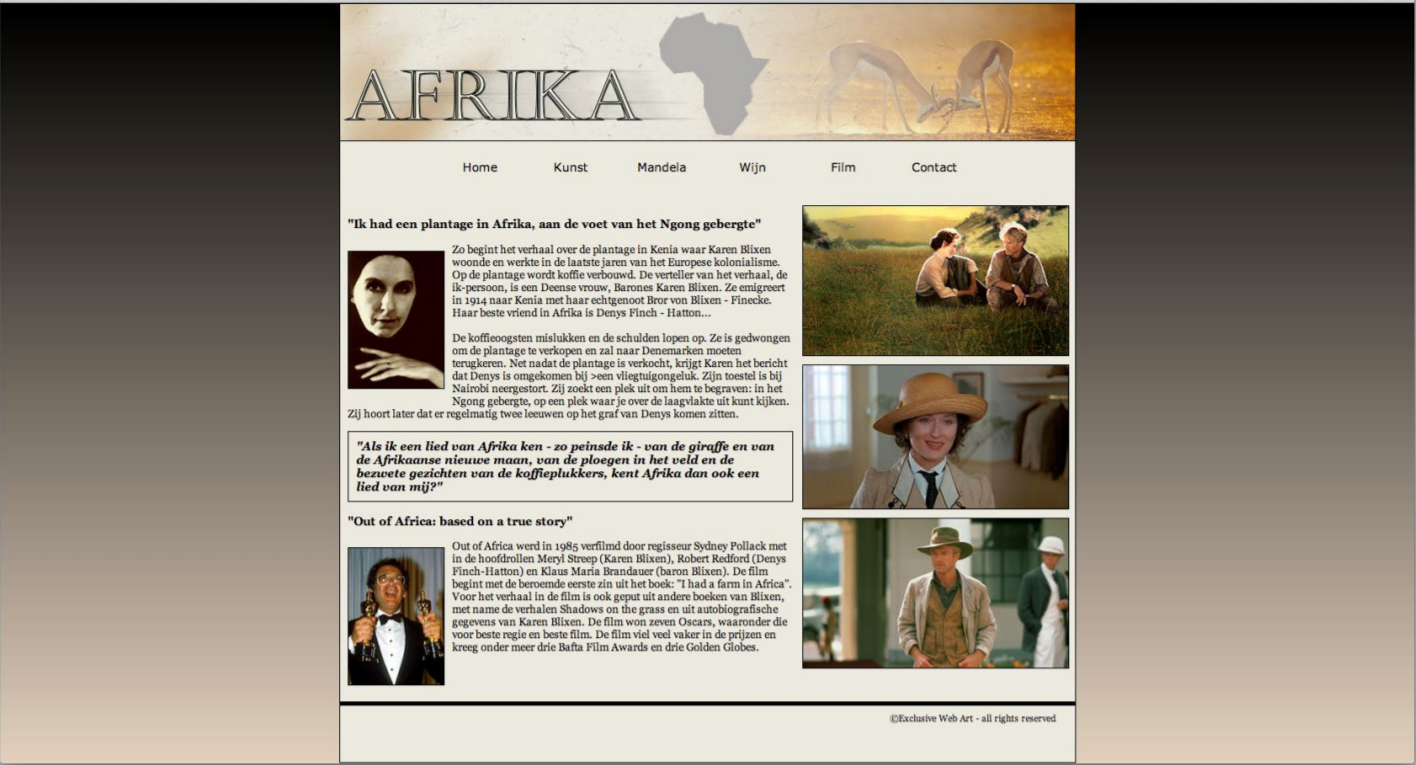 AFRIKA
Home Kunst Mandela Wijn Film Contact
"Ik had een plantage in Afrika, aan de voet van het Ngong gebergte"
Zo begint het verhaal over de plantage in Kenia waar Karen Blixen
woonde en werkte in de laatste jaren van het Europese kolonialisme.
Op de plantage wordt koffie verbouwd. De verteller van het verhaal, de
ik-persoon, is een Deense vrouw, Barones Karen Blixen. Ze emigreert
in 1914 naar Kenia met haar echtgenoot Bror von Blixen - Finecke.
Haar beste vriend in Afrika is Denys Finch - Hatton...
De koffieoogsten mislukken en de schulden lopen op. Ze is gedwongen
om de plantage te verkopen en zal naar Denemarken moeten
terugkeren. Net nadat de plantage is verkocht, krijgt Karen het bericht
dat Denys is omgekomen bij >een vliegtuigongeluk. Zijn toestel is bij
Nairobi neergestort. Zij zoekt een plek uit om hem te begraven: in het
Ngong gebergte, op een plek waar je over de laagvlakte uit kunt kijken.
Zij hoort later dat er regelmatig twee leeuwen op het graf van Denys komen zitten.
"Als ik een lied van Afrika ken - zo peinsde ik - van de giraffe en van
de Afrikaanse nieuwe maan, van de ploegen in het veld en de
bezwete gezichten van de koffieplukkers, kent Afrika dan ook een
lied van mij?"
"Out of Africa: based on a true story"
Out of Africa werd in 1985 verfilmd door regisseur Sydney Pollack met
in de hoofdrollen Meryl Streep (Karen Blixen), Robert Redford (Denys
Finch-Hatton) en Klaus Maria Brandauer (baron Blixen). De film
begint met de beroemde eerste zin uit het boek: "I had a farm in Africa".
Voor het verhaal in de film is ook geput uit andere boeken van Blixen,
met name de verhalen Shadows on the grass en uit autobiografische
gegevens van Karen Blixen. De film won zeven Oscars, waaronder die
voor beste regie en beste film. De film viel veel vaker in de prijzen en
kreeg onder meer drie Bafta Film Awards en drie Golden Globes.
©Exclusive Web Art - all rights reserved